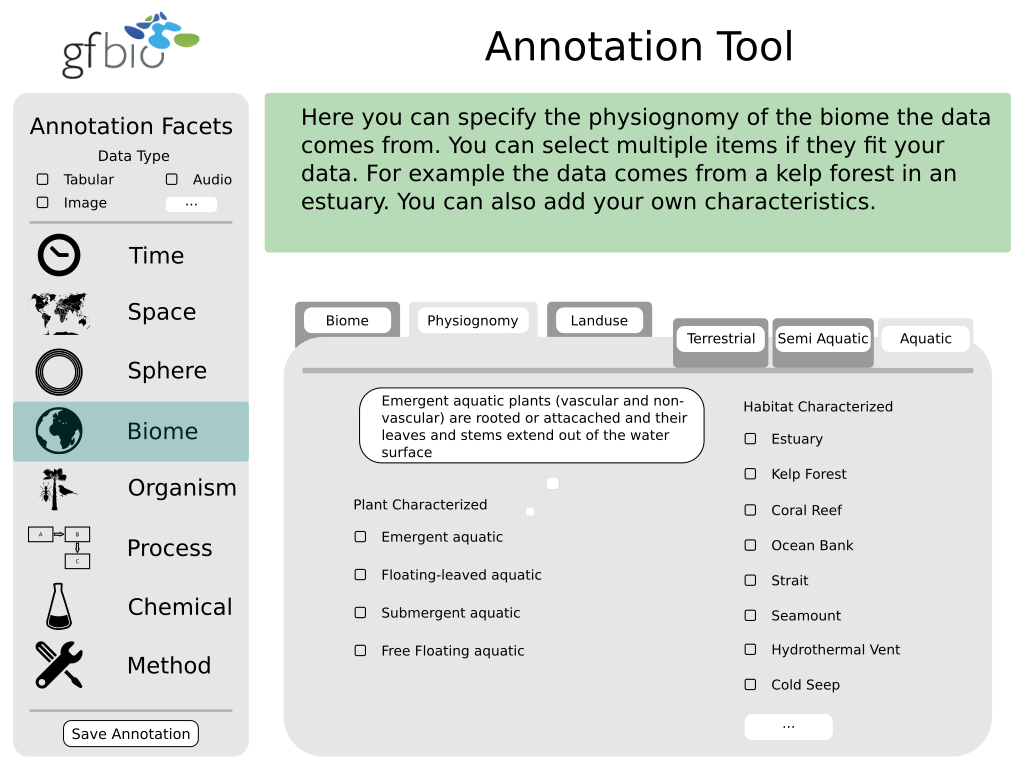 gfbio
Annotation Tool
Annotation Facets
Data Type
Tabular
Audio
Image
...
Time
Space
Sphere
Biome
Organism
A
B
C
Process
Chemical
Method
Save Annotation
Here you can specify the physiognomy of the biome the data
comes from. You can select multiple items if they fit your
data. For example the data comes from a kelp forest in an
estuary. You can also add your own characteristics.
Biome
Physiognomy
Landuse
Terrestrial
Semi Aquatic
Aquatic
Emergent aquatic plants (vascular and non-
vascular) are rooted or attacached and their
leaves and stems extend out of the water
surface
Plant Characterized
Emergent aquatic
Floating-leaved aquatic
Submergent aquatic
Free Floating aquatic
Habitat Characterized
Estuary
Kelp Forest
Coral Reef
Ocean Bank
Strait
Seamount
Hydrothermal Vent
Cold Seep
...